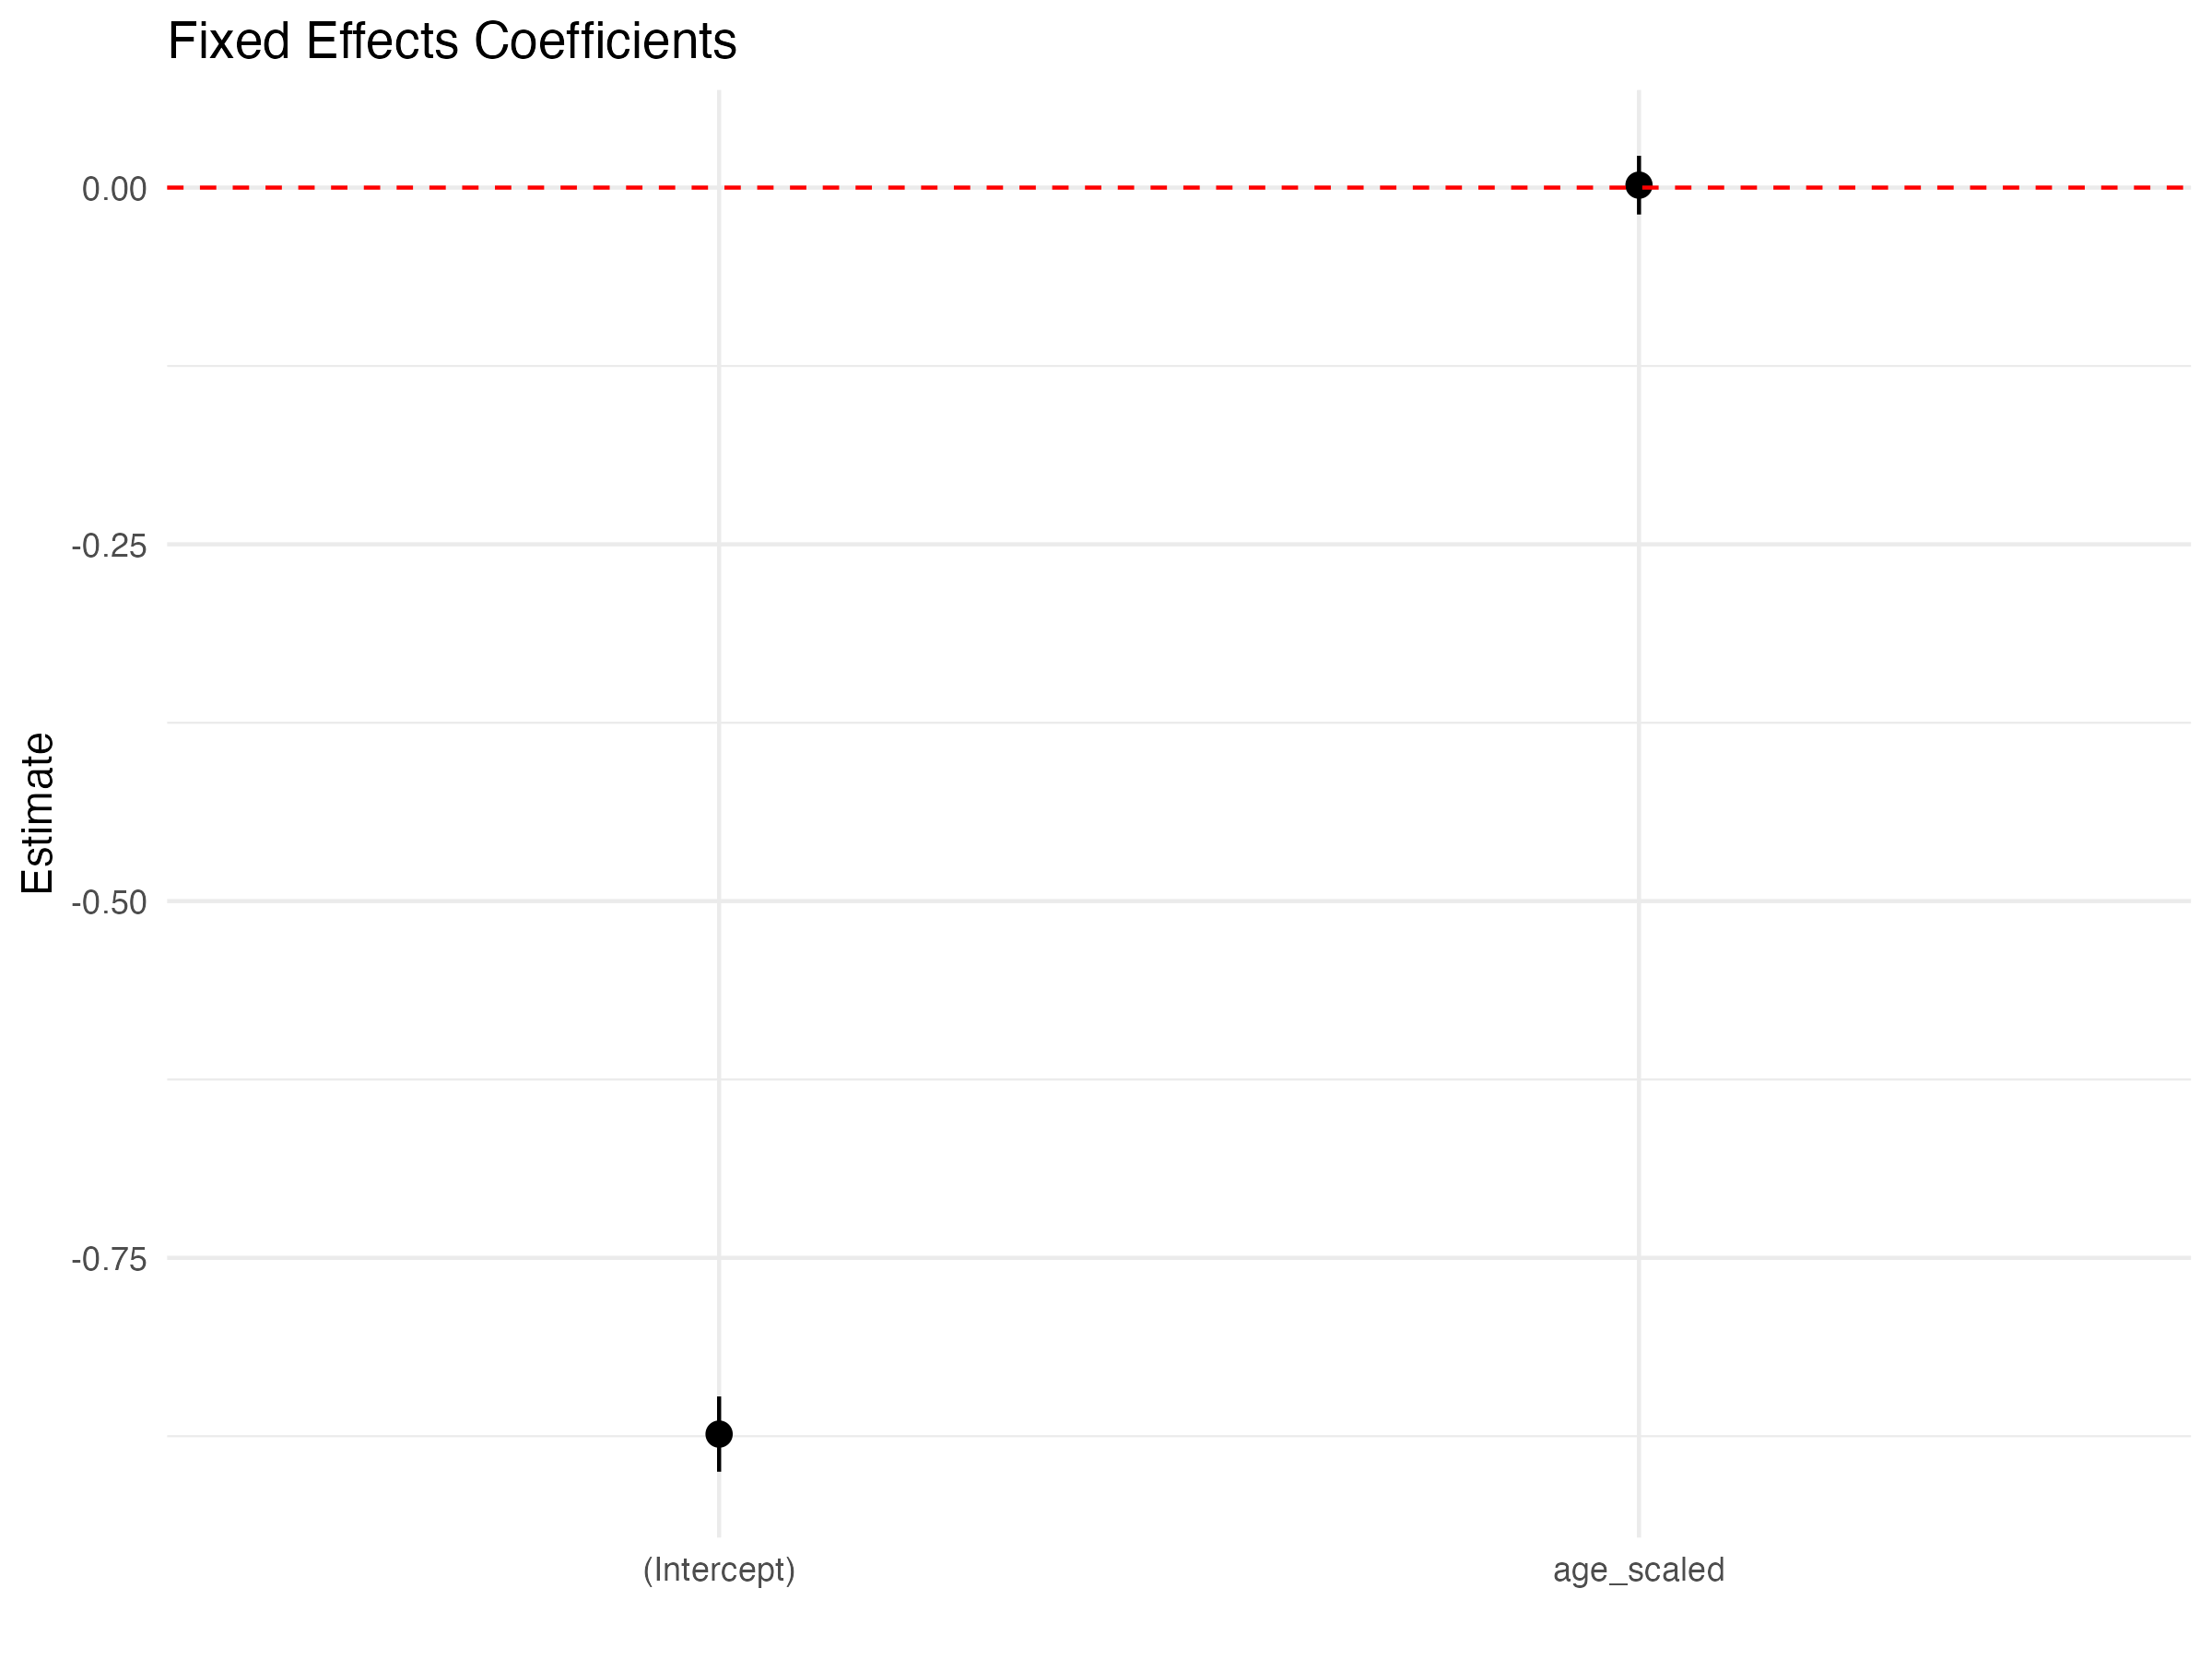 Fixed Effects Coefficients
0.00
-0.25
-0.50
-0.75
Estimate
(Intercept)
age_scaled